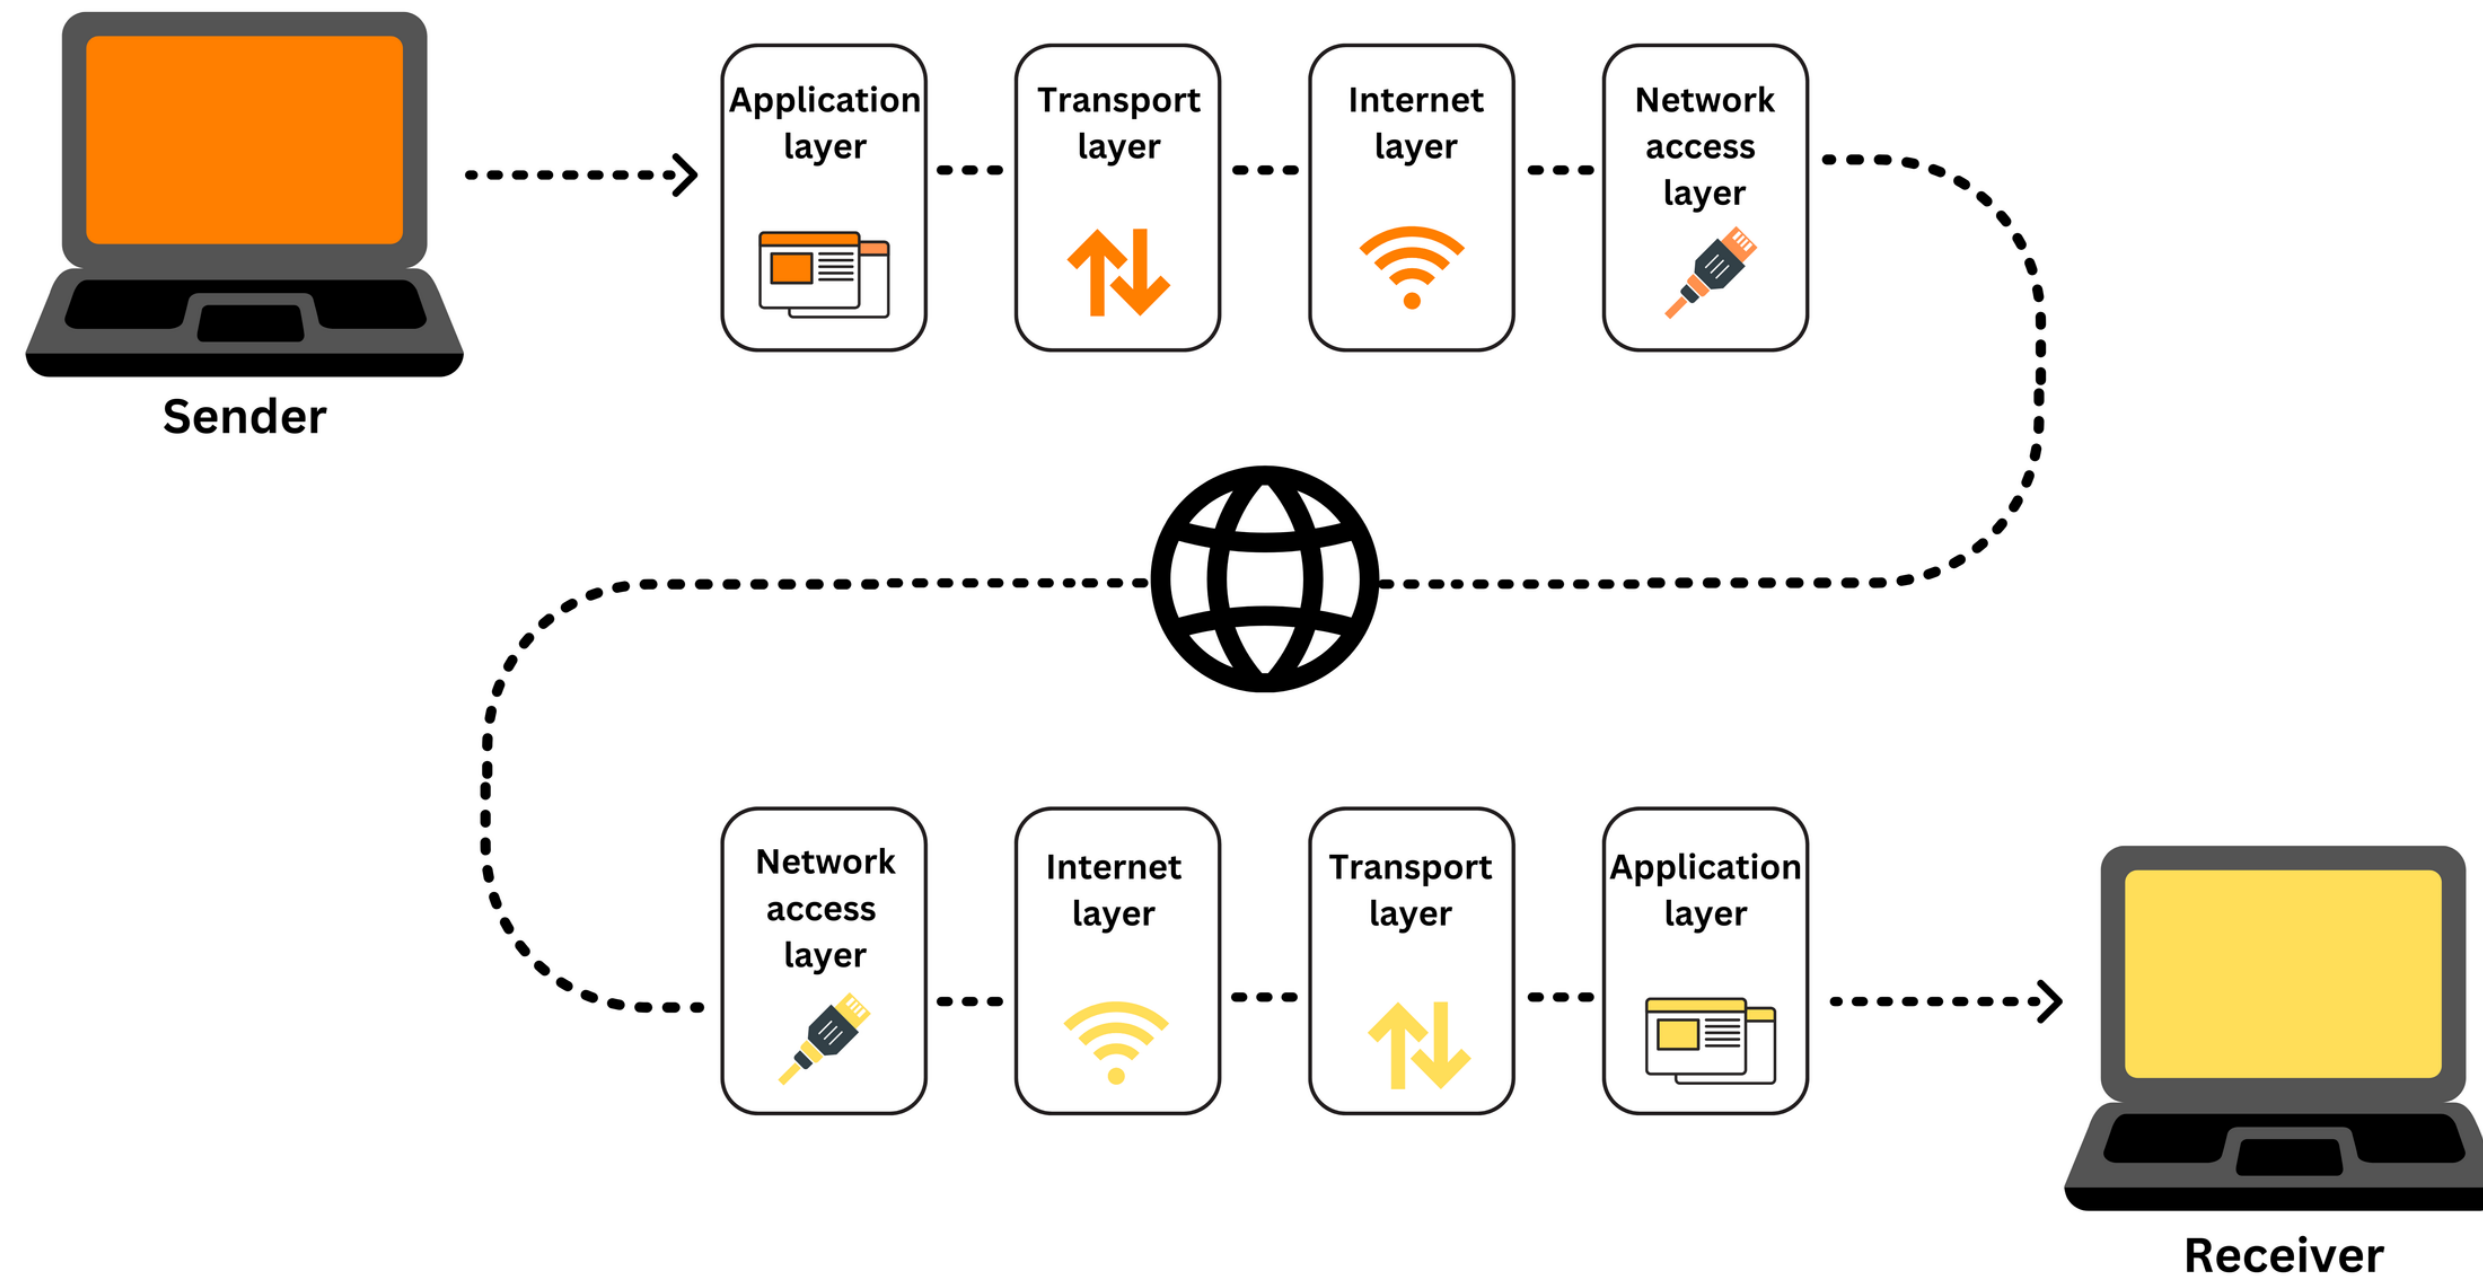 Application
layer
Transport
layer
Internet
layer
Network
access
layer
Sender
Network
access
layer
Internet
layer
Transport
layer
Application
layer
Receiver